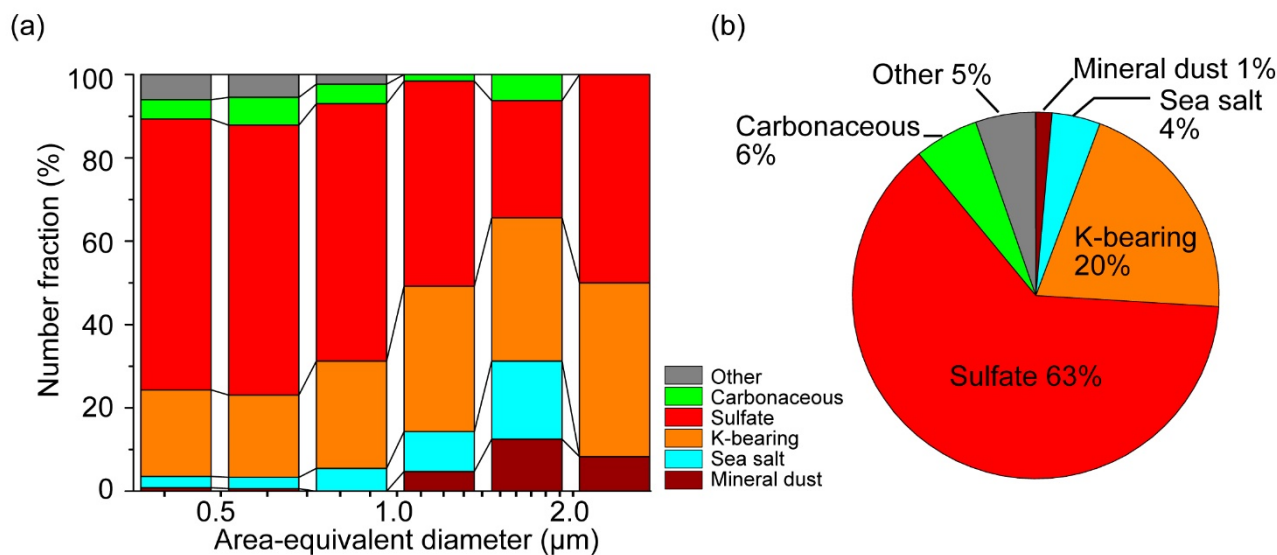 (a)
(b)
100
80
60
40
20
0
Number fraction (%)
0.5
1.0
2.0
Area-equivalent diameter (μm)
Other
Carbonaceous
Sulfate
K-bearing
Sea salt
Mineral dust
Other 5%
Mineral dust 1%
Sea salt
4%
Carbonaceous
6%
K-bearing
20%
Sulfate 63%